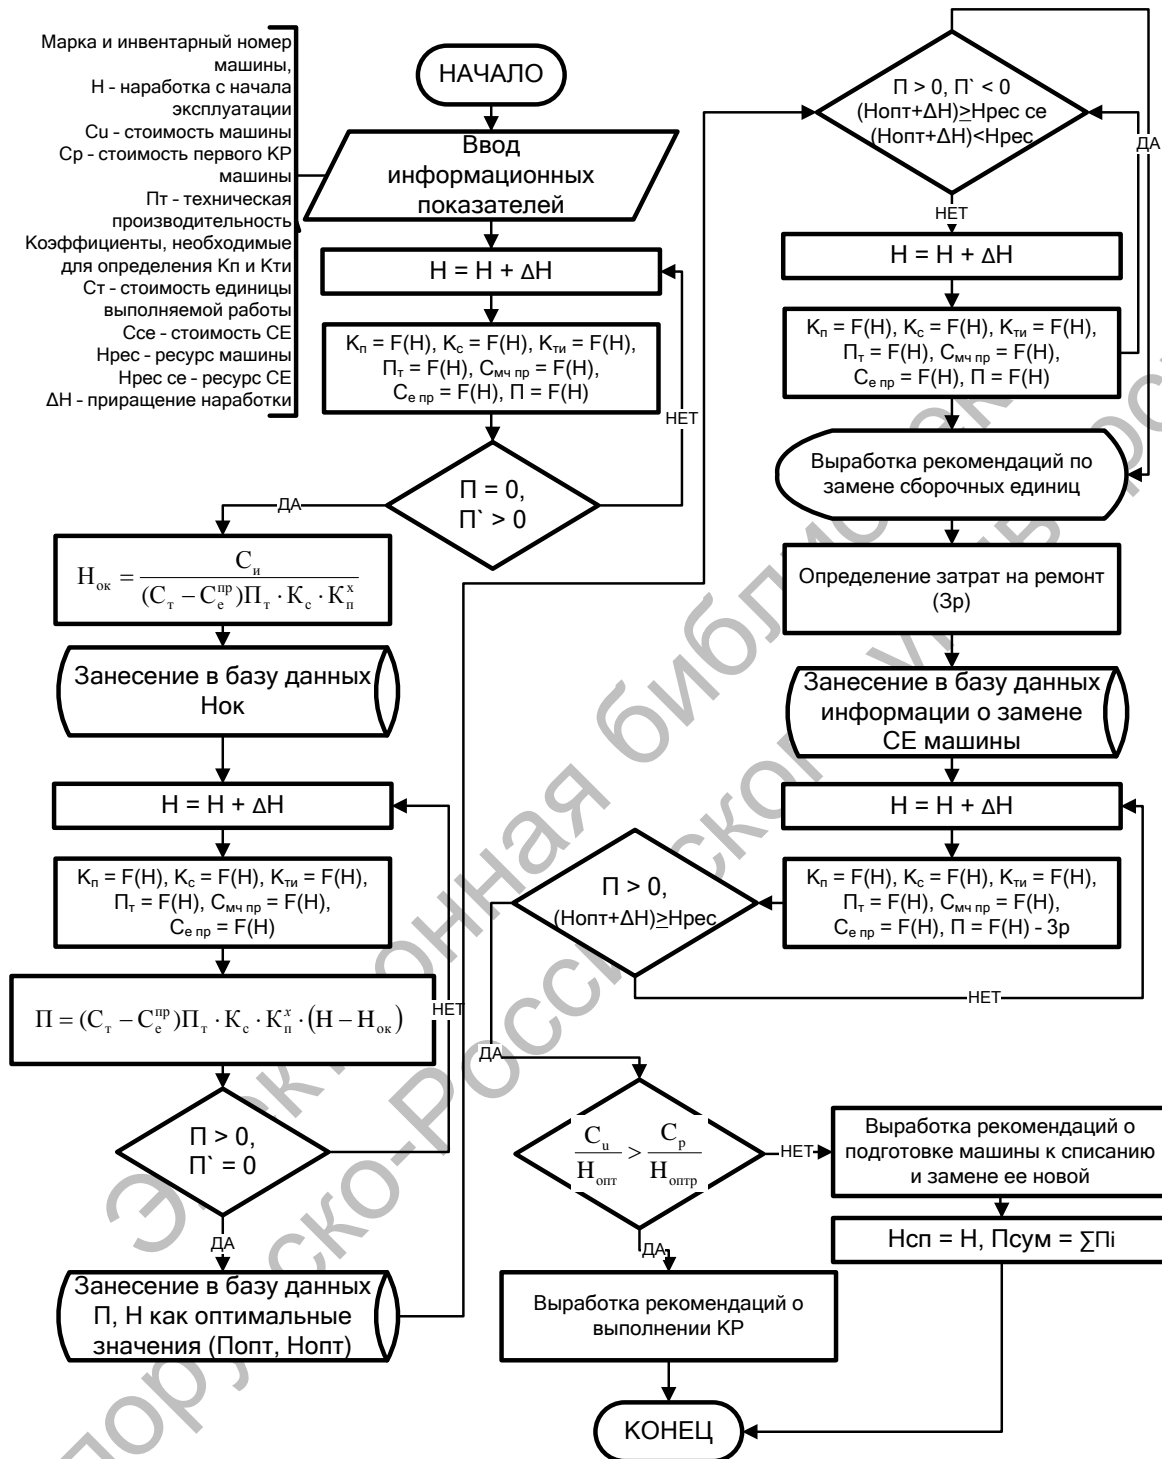 Марка и инвентарный номер
машины,
Н - наработка с начала
эксплуатации
Cu - стоимость машины
Ср - стоимость первого КР
машины
Пт - техническая
производительность
Коэффициенты, необходимые
для определения Кп и Кти
Ст - стоимость единицы
выполняемой работы
Ссе - стоимость СЕ
Нрес - ресурс машины
Нрес се - ресурс СЕ
ΔН - приращение наработки
НАЧАЛО
Ввод
информационных
показателей
Н = Н + ΔН
Кп = F(Н), Кс = F(Н), Кти = F(Н),
Пт = F(Н), Смч пр = F(Н),
Се пр = F(Н), П = F(Н)
НЕТ
П = 0,
П` > 0
ДА
Нок = Си / ((Ст − Сепр)Пт · Кс · Кпх)
Занесение в базу данных
Нок
Н = Н + ΔН
Кп = F(Н), Кс = F(Н), Кти = F(Н),
Пт = F(Н), Смч пр = F(Н),
Се пр = F(Н)
П = (Ст − Сепр)Пт · Кс · Кпx · (Н − Нок)
НЕТ
П > 0,
П` = 0
ДА
Занесение в базу данных
П, Н как оптимальные
значения (Попт, Нопт)
П > 0, П` < 0
(Нопт+ΔН)≥Нрес се
(Нопт+ΔН)<Нрес
ДА
НЕТ
Н = Н + ΔН
Кп = F(Н), Кс = F(Н), Кти = F(Н),
Пт = F(Н), Смч пр = F(Н),
Се пр = F(Н), П = F(Н)
Выработка рекомендаций по
замене сборочных единиц
Определение затрат на ремонт
(Зр)
Занесение в базу данных
информации о замене
СЕ машины
Н = Н + ΔН
Кп = F(Н), Кс = F(Н), Кти = F(Н),
Пт = F(Н), Смч пр = F(Н),
Се пр = F(Н), П = F(Н) - Зр
П > 0,
(Нопт+ΔН)≥Нрес
НЕТ
ДА
Сu / Нопт > Ср / Ноптр
НЕТ
Выработка рекомендаций о
подготовке машины к списанию
и замене ее новой
Нсп = Н, Псум = ∑Пi
ДА
Выработка рекомендаций о
выполнении КР
КОНЕЦ